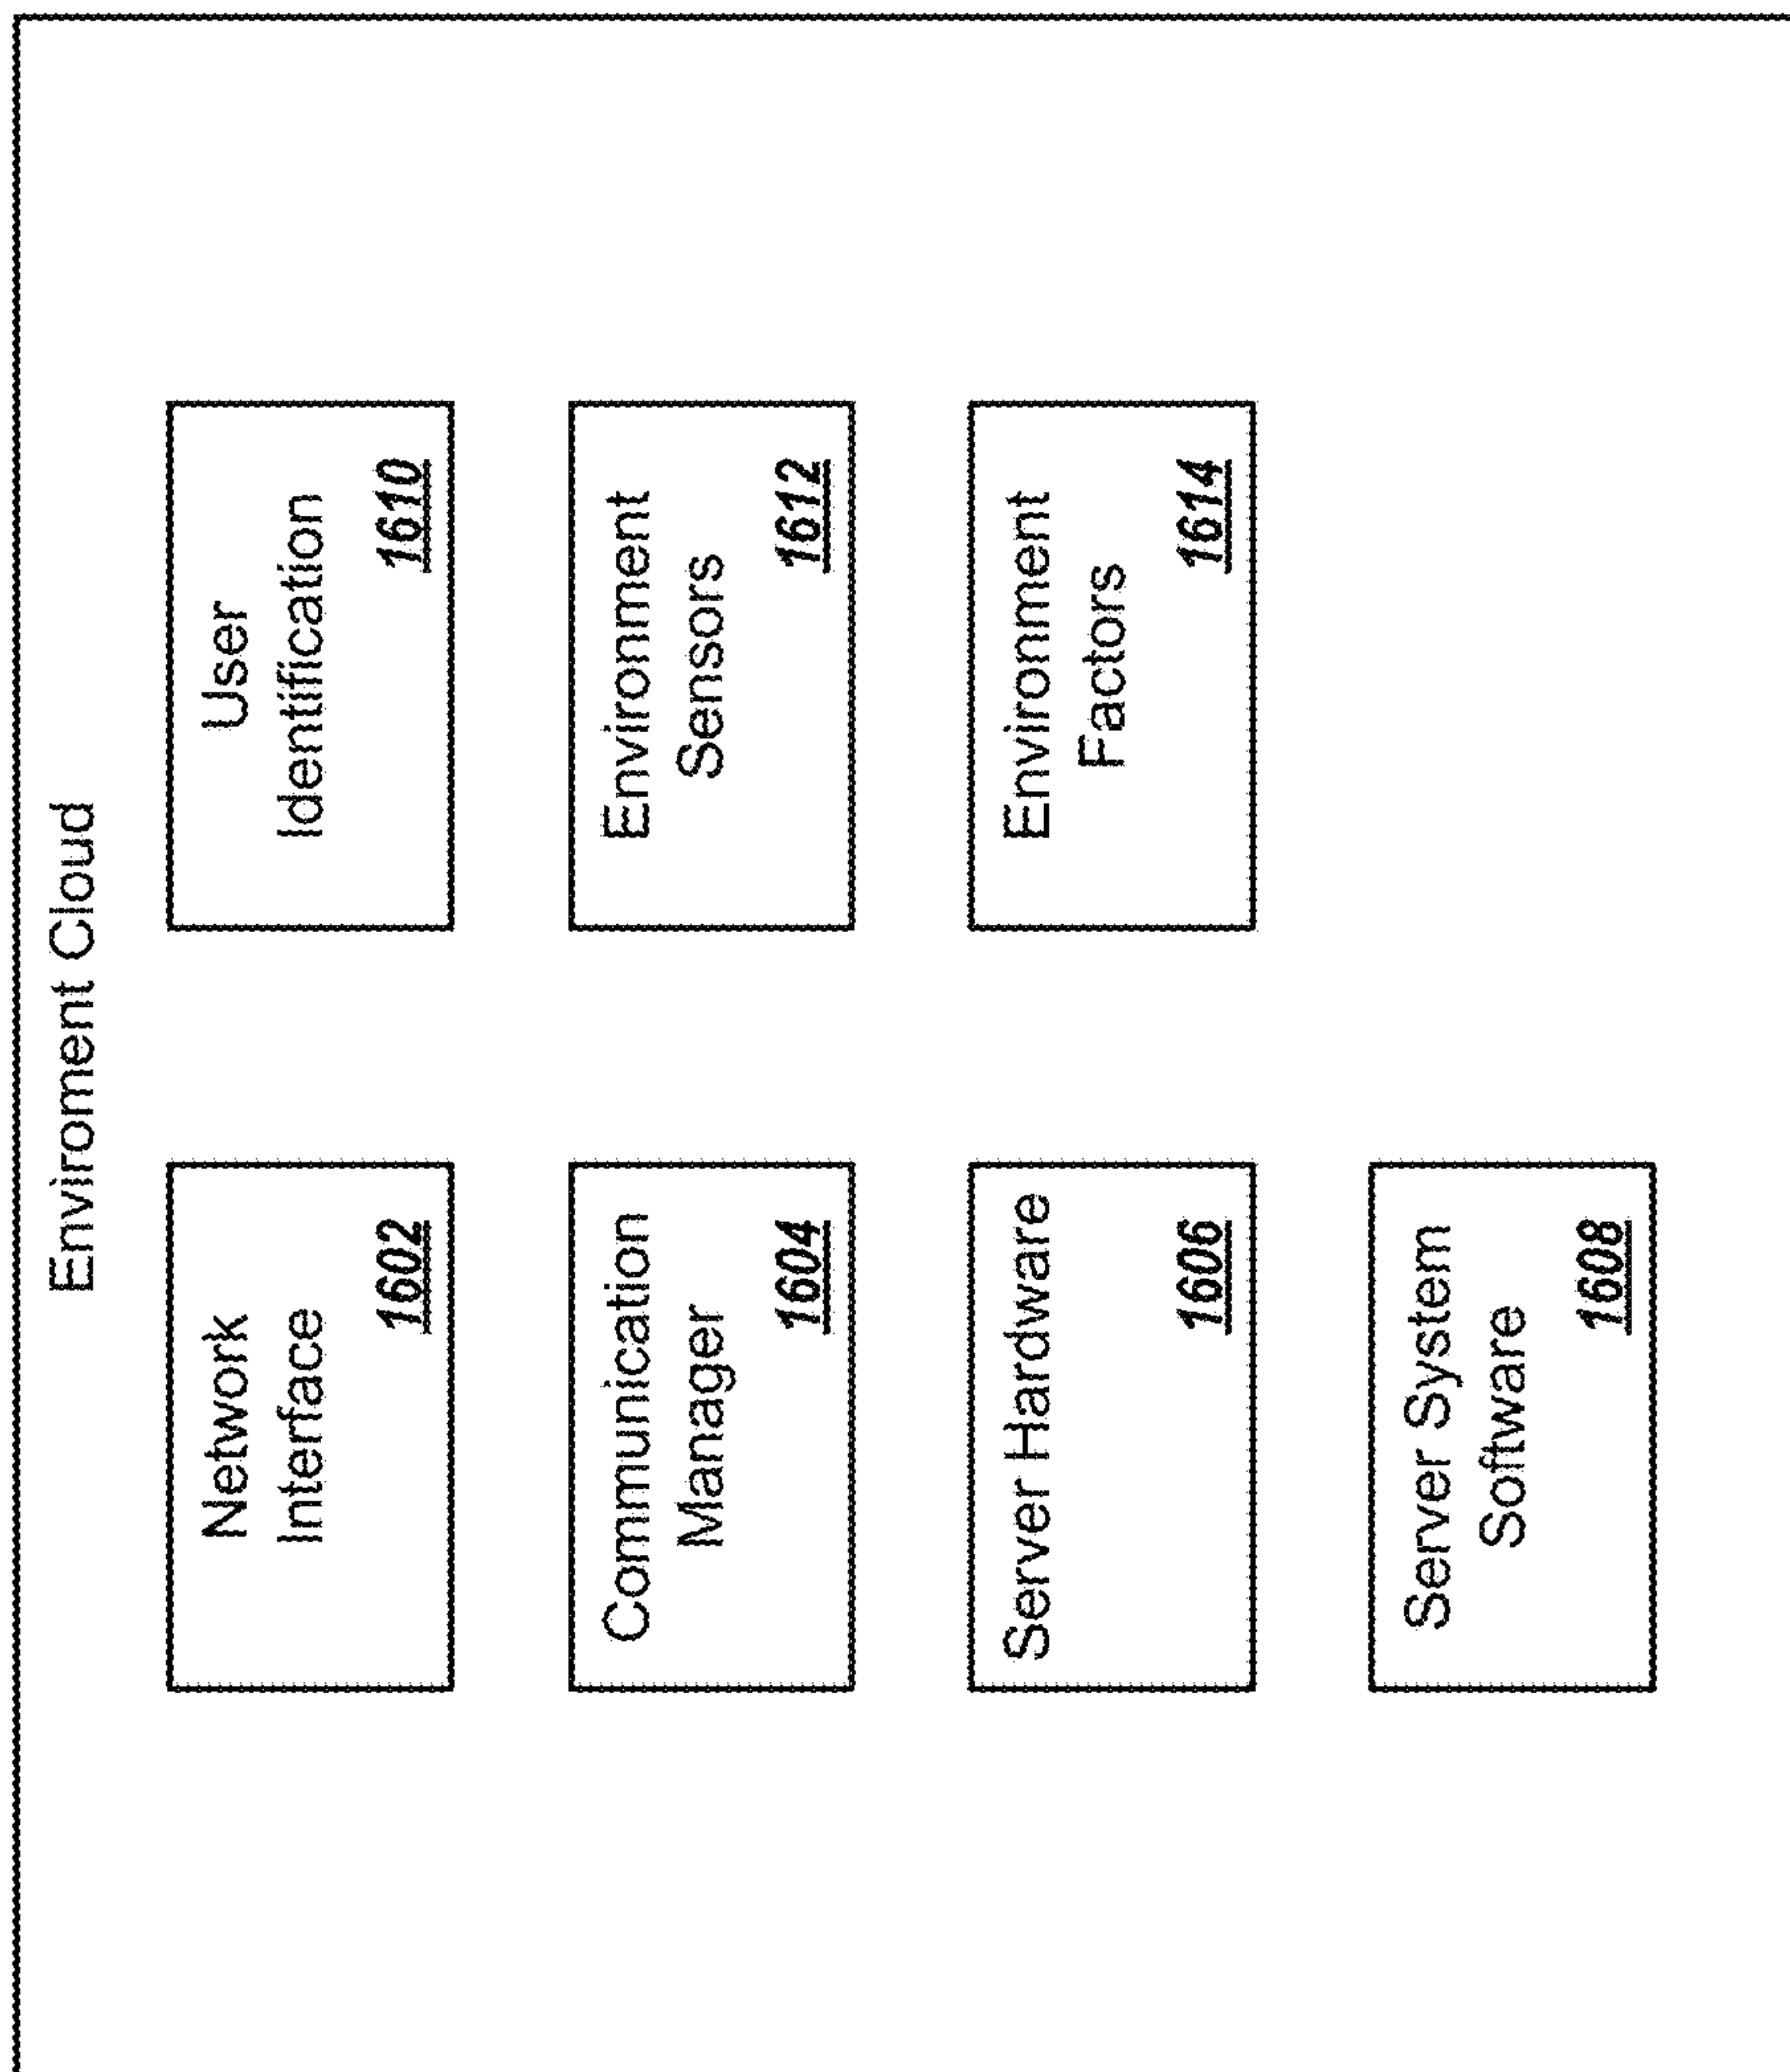 Enviroment Cloud
Network
Interface
1602
Communication
Manager
1604
Server Hardware
1606
Server System
Software
1608
User
Identification
1610
Environment
Sensors
1612
Environment
Factors
1614